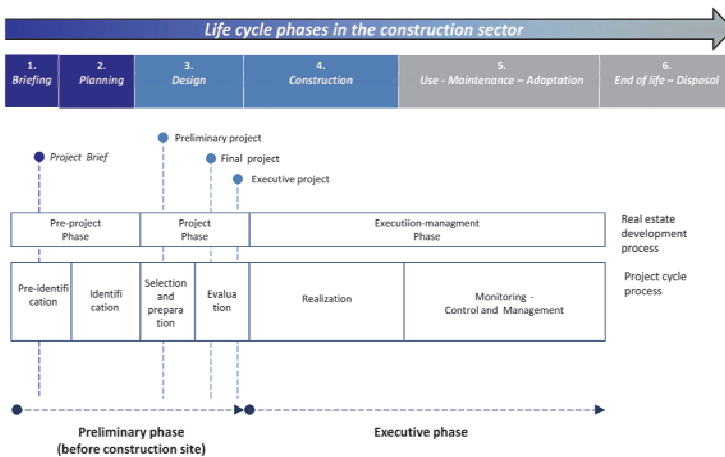 Life cycle phases in the construction sector
1.
Briefing
2.
Planning
3.
Design
4.
Construction
5.
Use - Maintenance – Adaptation
6.
End of life – Disposal
Preliminary project
Project Brief
Final project
Executive project
Pre-project
Phase
Project
Phase
Executiion-managment
Phase
Real estate
development
process
Pre-identifi
cation
Identifi
cation
Selection
and
prepara
tion
Evalua
tion
Realization
Monitoring -
Control and Management
Project cycle
process
Preliminary phase
(before construction site)
Executive phase